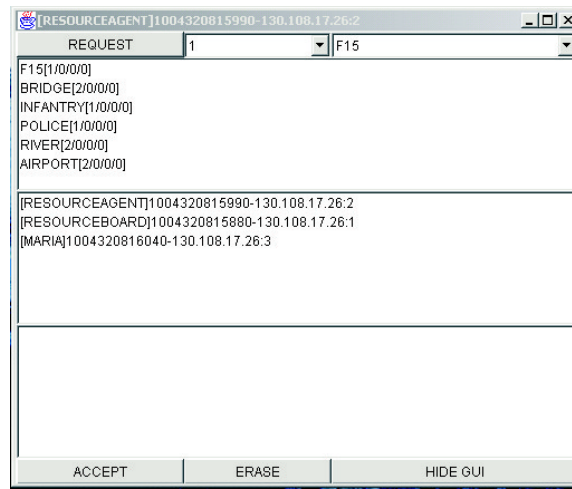 [RESOURCEAGENT]1004320815990-130.108.17.26:2
REQUEST 1 F15
F15[1/0/0/0]
BRIDGE[2/0/0/0]
INFANTRY[1/0/0/0]
POLICE[1/0/0/0]
RIVER[2/0/0/0]
AIRPORT[2/0/0/0]
[RESOURCEAGENT]1004320815990-130.108.17.26:2
[RESOURCEBOARD]1004320815880-130.108.17.26:1
[MARIA]1004320816040-130.108.17.26:3
ACCEPT ERASE HIDE GUI